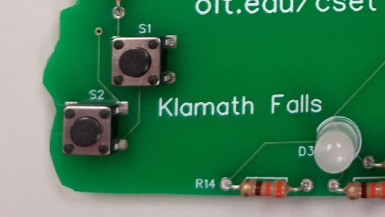 oit.edu/cset
S1
S2
Klamath Falls
D3
R14